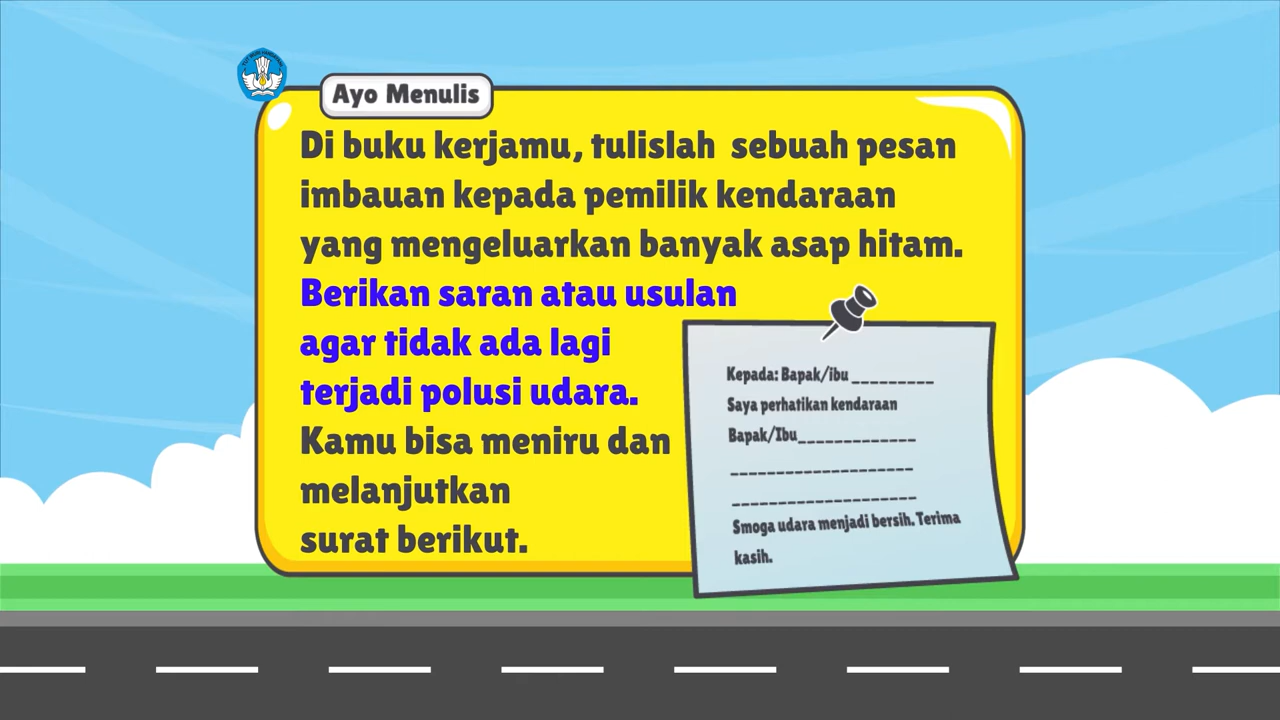 Ayo Menulis
Di buku kerjamu, tulislah sebuah pesan
imbauan kepada pemilik kendaraan
yang mengeluarkan banyak asap hitam.
Berikan saran atau usulan
agar tidak ada lagi
terjadi polusi udara.
Kamu bisa meniru dan
melanjutkan
surat berikut.
Kepada: Bapak/ibu _________
Saya perhatikan kendaraan
Bapak/Ibu_____________
____________________
____________________
Smoga udara menjadi bersih. Terima
kasih.